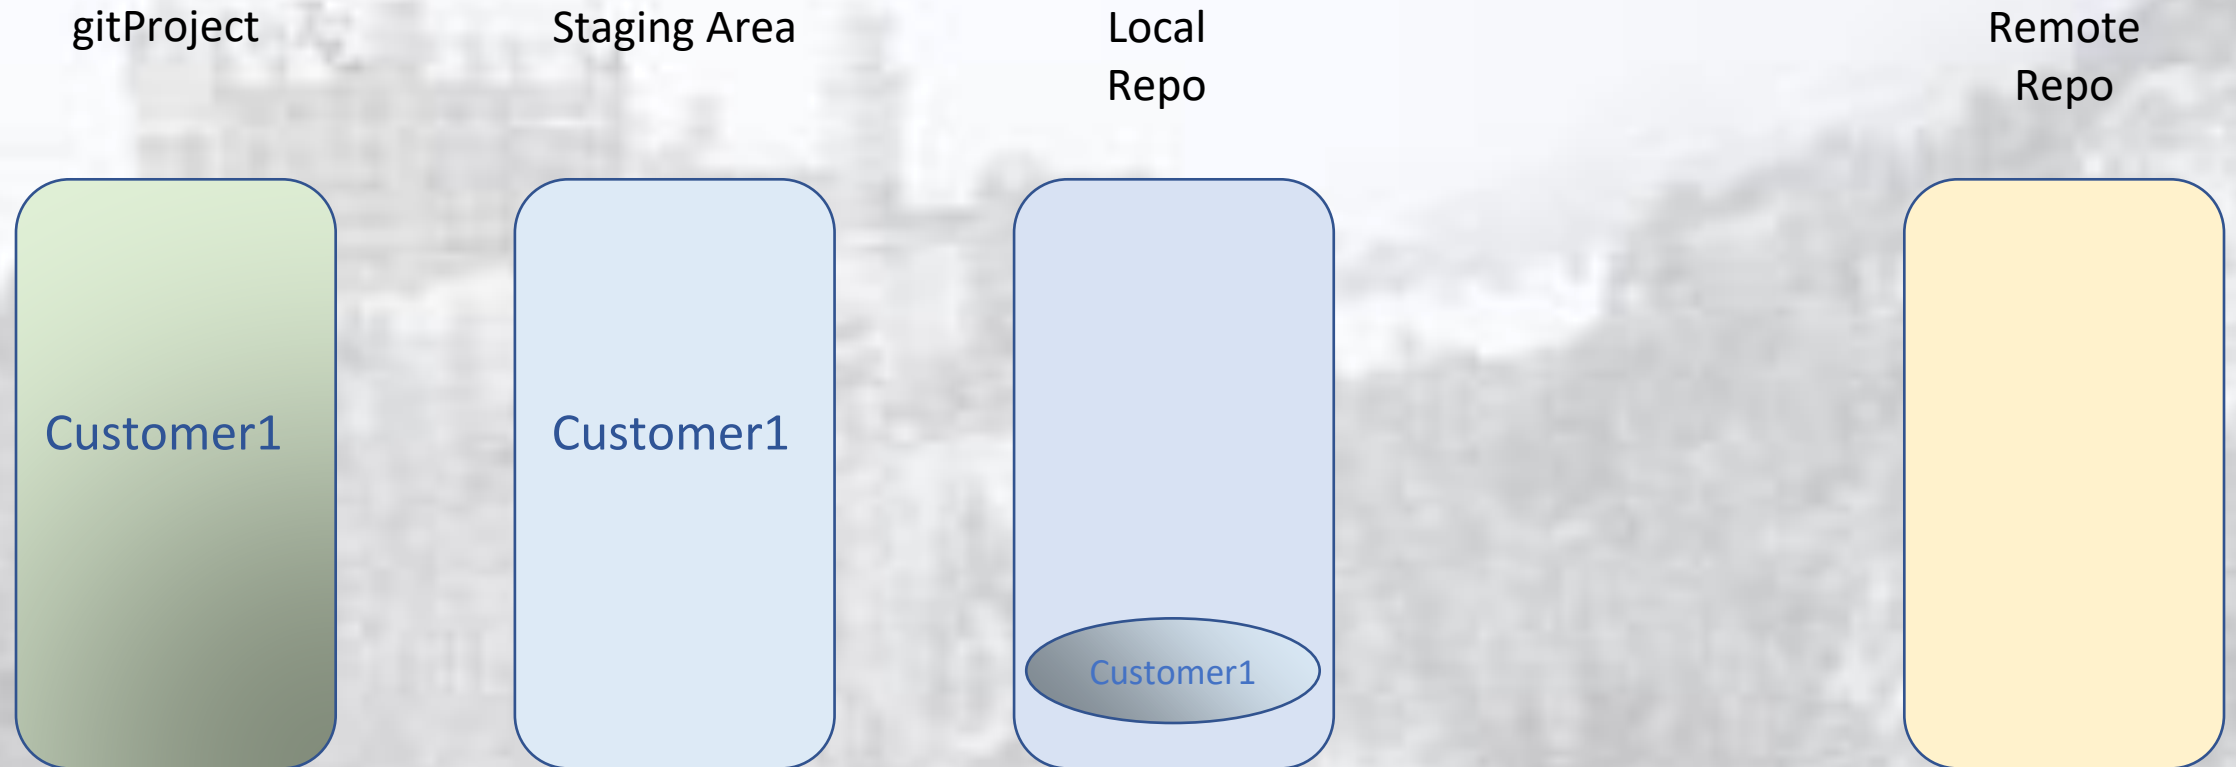 gitProject
Staging Area
Local
Repo
Remote
Repo
Customer1
Customer1
Customer1